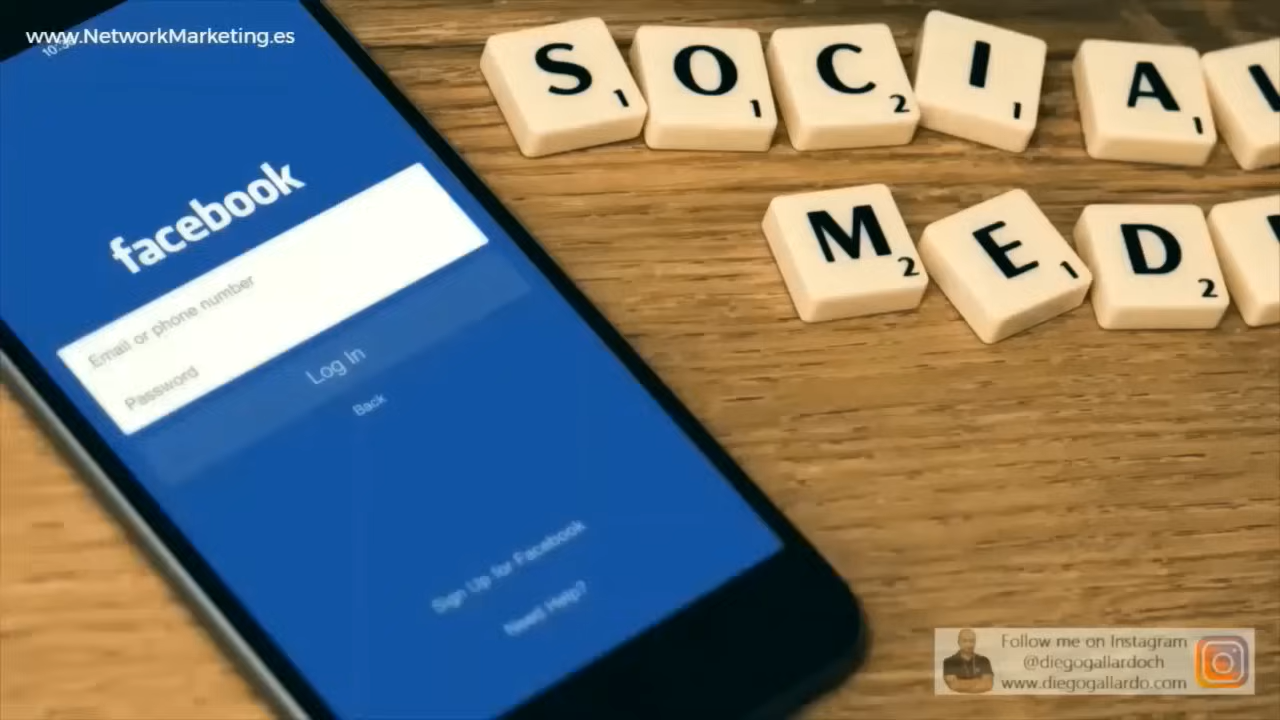 www.NetworkMarketing.es
facebook
Email or phone number
Password
Log In
Back
Sign Up for Facebook
Need Help?
S1 O1 C2 I1 A1
M2 E1 D2
Follow me on Instagram
@diegogallardoch
www.diegogallardo.com